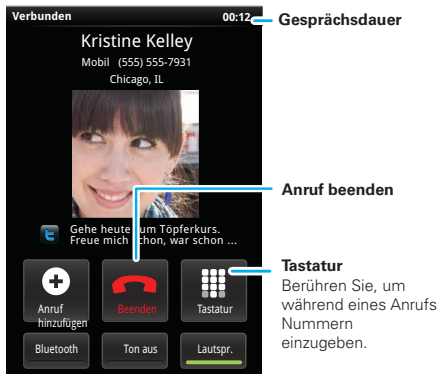 Verbunden 00:12
Gesprächsdauer
Kristine Kelley
Mobil (555) 555-7931
Chicago, IL
Anruf beenden
Gehe heute zum Töpferkurs.
Freue mich schon, war schon ...
Anruf
hinzufügen
Beenden
Tastatur
Tastatur
Berühren Sie, um
während eines Anrufs
Nummern
einzugeben.
Bluetooth
Ton aus
Lautspr.